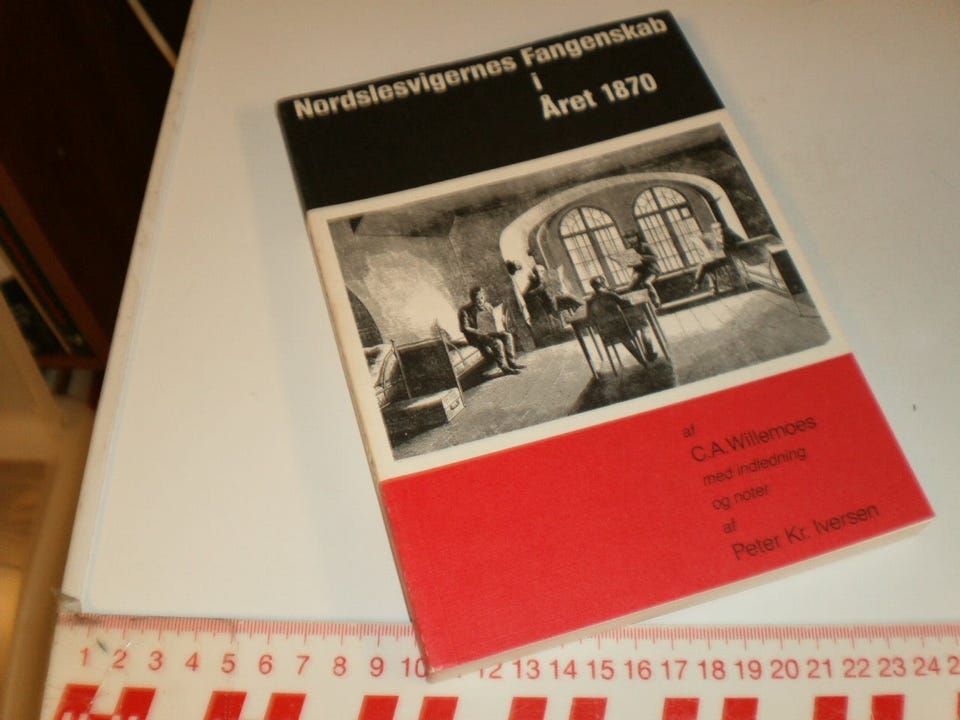 Nordslesvigernes Fangenskab
i
Året 1870
af
C.A. Willemoes
med indledning
og noter
af
Peter Kr. Iversen
1 2 3 4 5 6 7 8 9 10 12 13 14 15 16 17 18 19 20 21 22 23 24